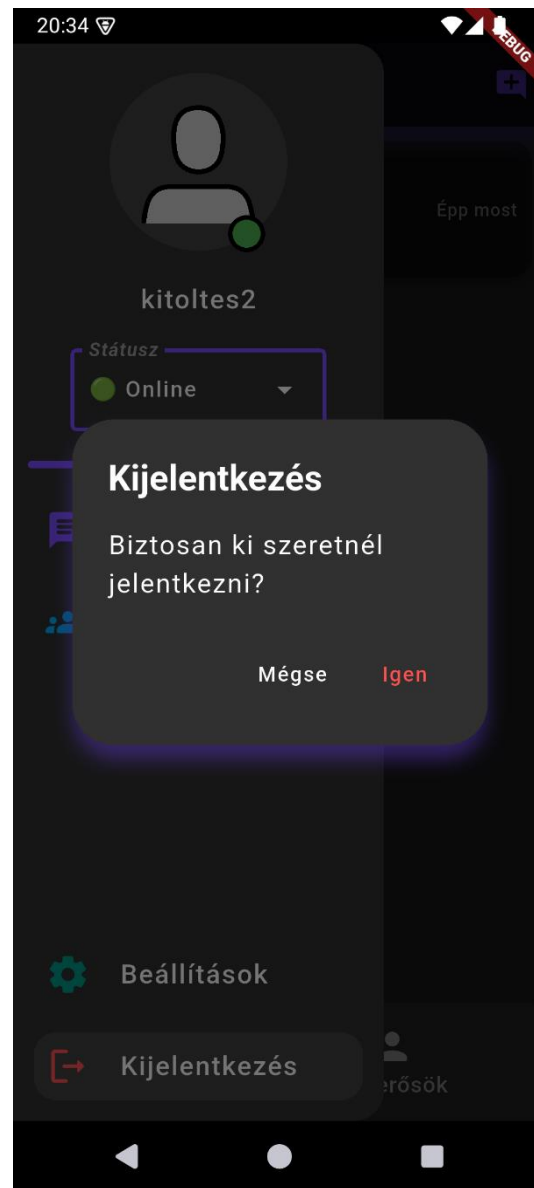 20:34
DEBUG
Épp most
kitoltes2
Státusz
Online
Kijelentkezés
Biztosan ki szeretnél
jelentkezni?
Mégse Igen
Beállítások
Kijelentkezés
erősök